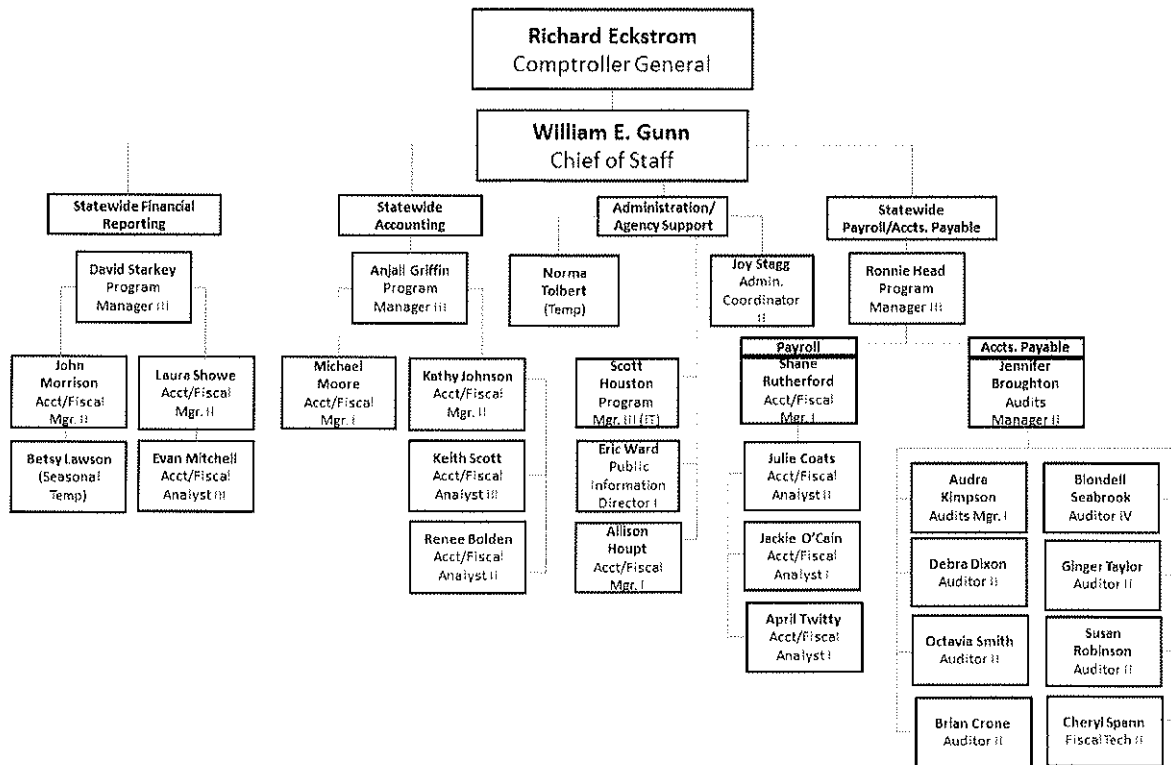 Richard Eckstrom
Comptroller General
William E. Gunn
Chief of Staff
Statewide Financial
Reporting
Statewide
Accounting
Administration/
Agency Support
Statewide
Payroll/Accts. Payable
David Starkey
Program
Manager III
Anjali Griffin
Program
Manager III
Norma
Tolbert
(Temp)
Joy Stagg
Admin.
Coordinator
II
Ronnie Head
Program
Manager III
John
Morrison
Acct/Fiscal
Mgr. II
Laura Showe
Acct/Fiscal
Mgr. II
Michael
Moore
Acct/Fiscal
Mgr. I
Kathy Johnson
Acct/Fiscal
Mgr. II
Scott
Houston
Program
Mgr. III (IT)
Payroll
Shane
Rutherford
Acct/Fiscal
Mgr. I
Accts. Payable
Jennifer
Broughton
Audits
Manager II
Betsy Lawson
(Seasonal
Temp)
Evan Mitchell
Acct/Fiscal
Analyst III
Keith Scott
Acct/Fiscal
Analyst III
Eric Ward
Public
Information
Director I
Julie Coats
Acct/Fiscal
Analyst II
Audra
Kimpson
Audits Mgr. I
Blondell
Seabrook
Auditor IV
Renee Bolden
Acct/Fiscal
Analyst II
Allison
Houpt
Acct/Fiscal
Mgr. I
Jackie O'Cain
Acct/Fiscal
Analyst I
Debra Dixon
Auditor II
Ginger Taylor
Auditor II
April Twitty
Acct/Fiscal
Analyst I
Octavia Smith
Auditor II
Susan
Robinson
Auditor II
Brian Crone
Auditor II
Cheryl Spann
Fiscal Tech II